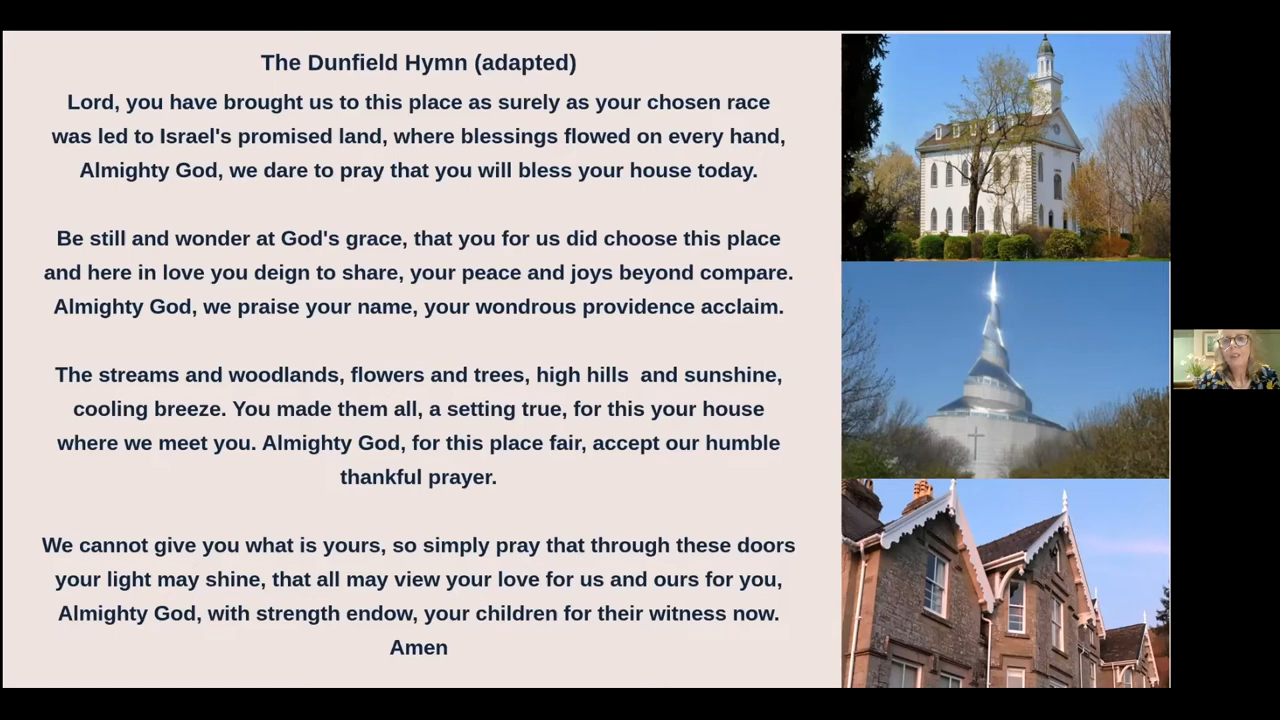 The Dunfield Hymn (adapted)
Lord, you have brought us to this place as surely as your chosen race
was led to Israel's promised land, where blessings flowed on every hand,
Almighty God, we dare to pray that you will bless your house today.
Be still and wonder at God's grace, that you for us did choose this place
and here in love you deign to share, your peace and joys beyond compare.
Almighty God, we praise your name, your wondrous providence acclaim.
The streams and woodlands, flowers and trees, high hills  and sunshine,
cooling breeze. You made them all, a setting true, for this your house
where we meet you. Almighty God, for this place fair, accept our humble
thankful prayer.
We cannot give you what is yours, so simply pray that through these doors
your light may shine, that all may view your love for us and ours for you,
Almighty God, with strength endow, your children for their witness now.
Amen